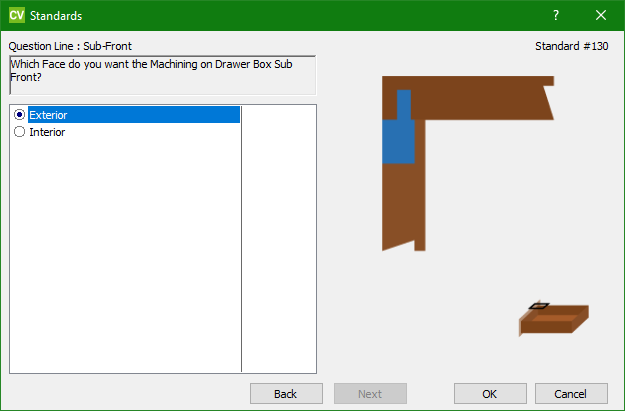 CV Standards ?
Question Line : Sub-Front
Standard #130
Which Face do you want the Machining on Drawer Box Sub
Front?
Exterior
Interior
Back Next OK Cancel